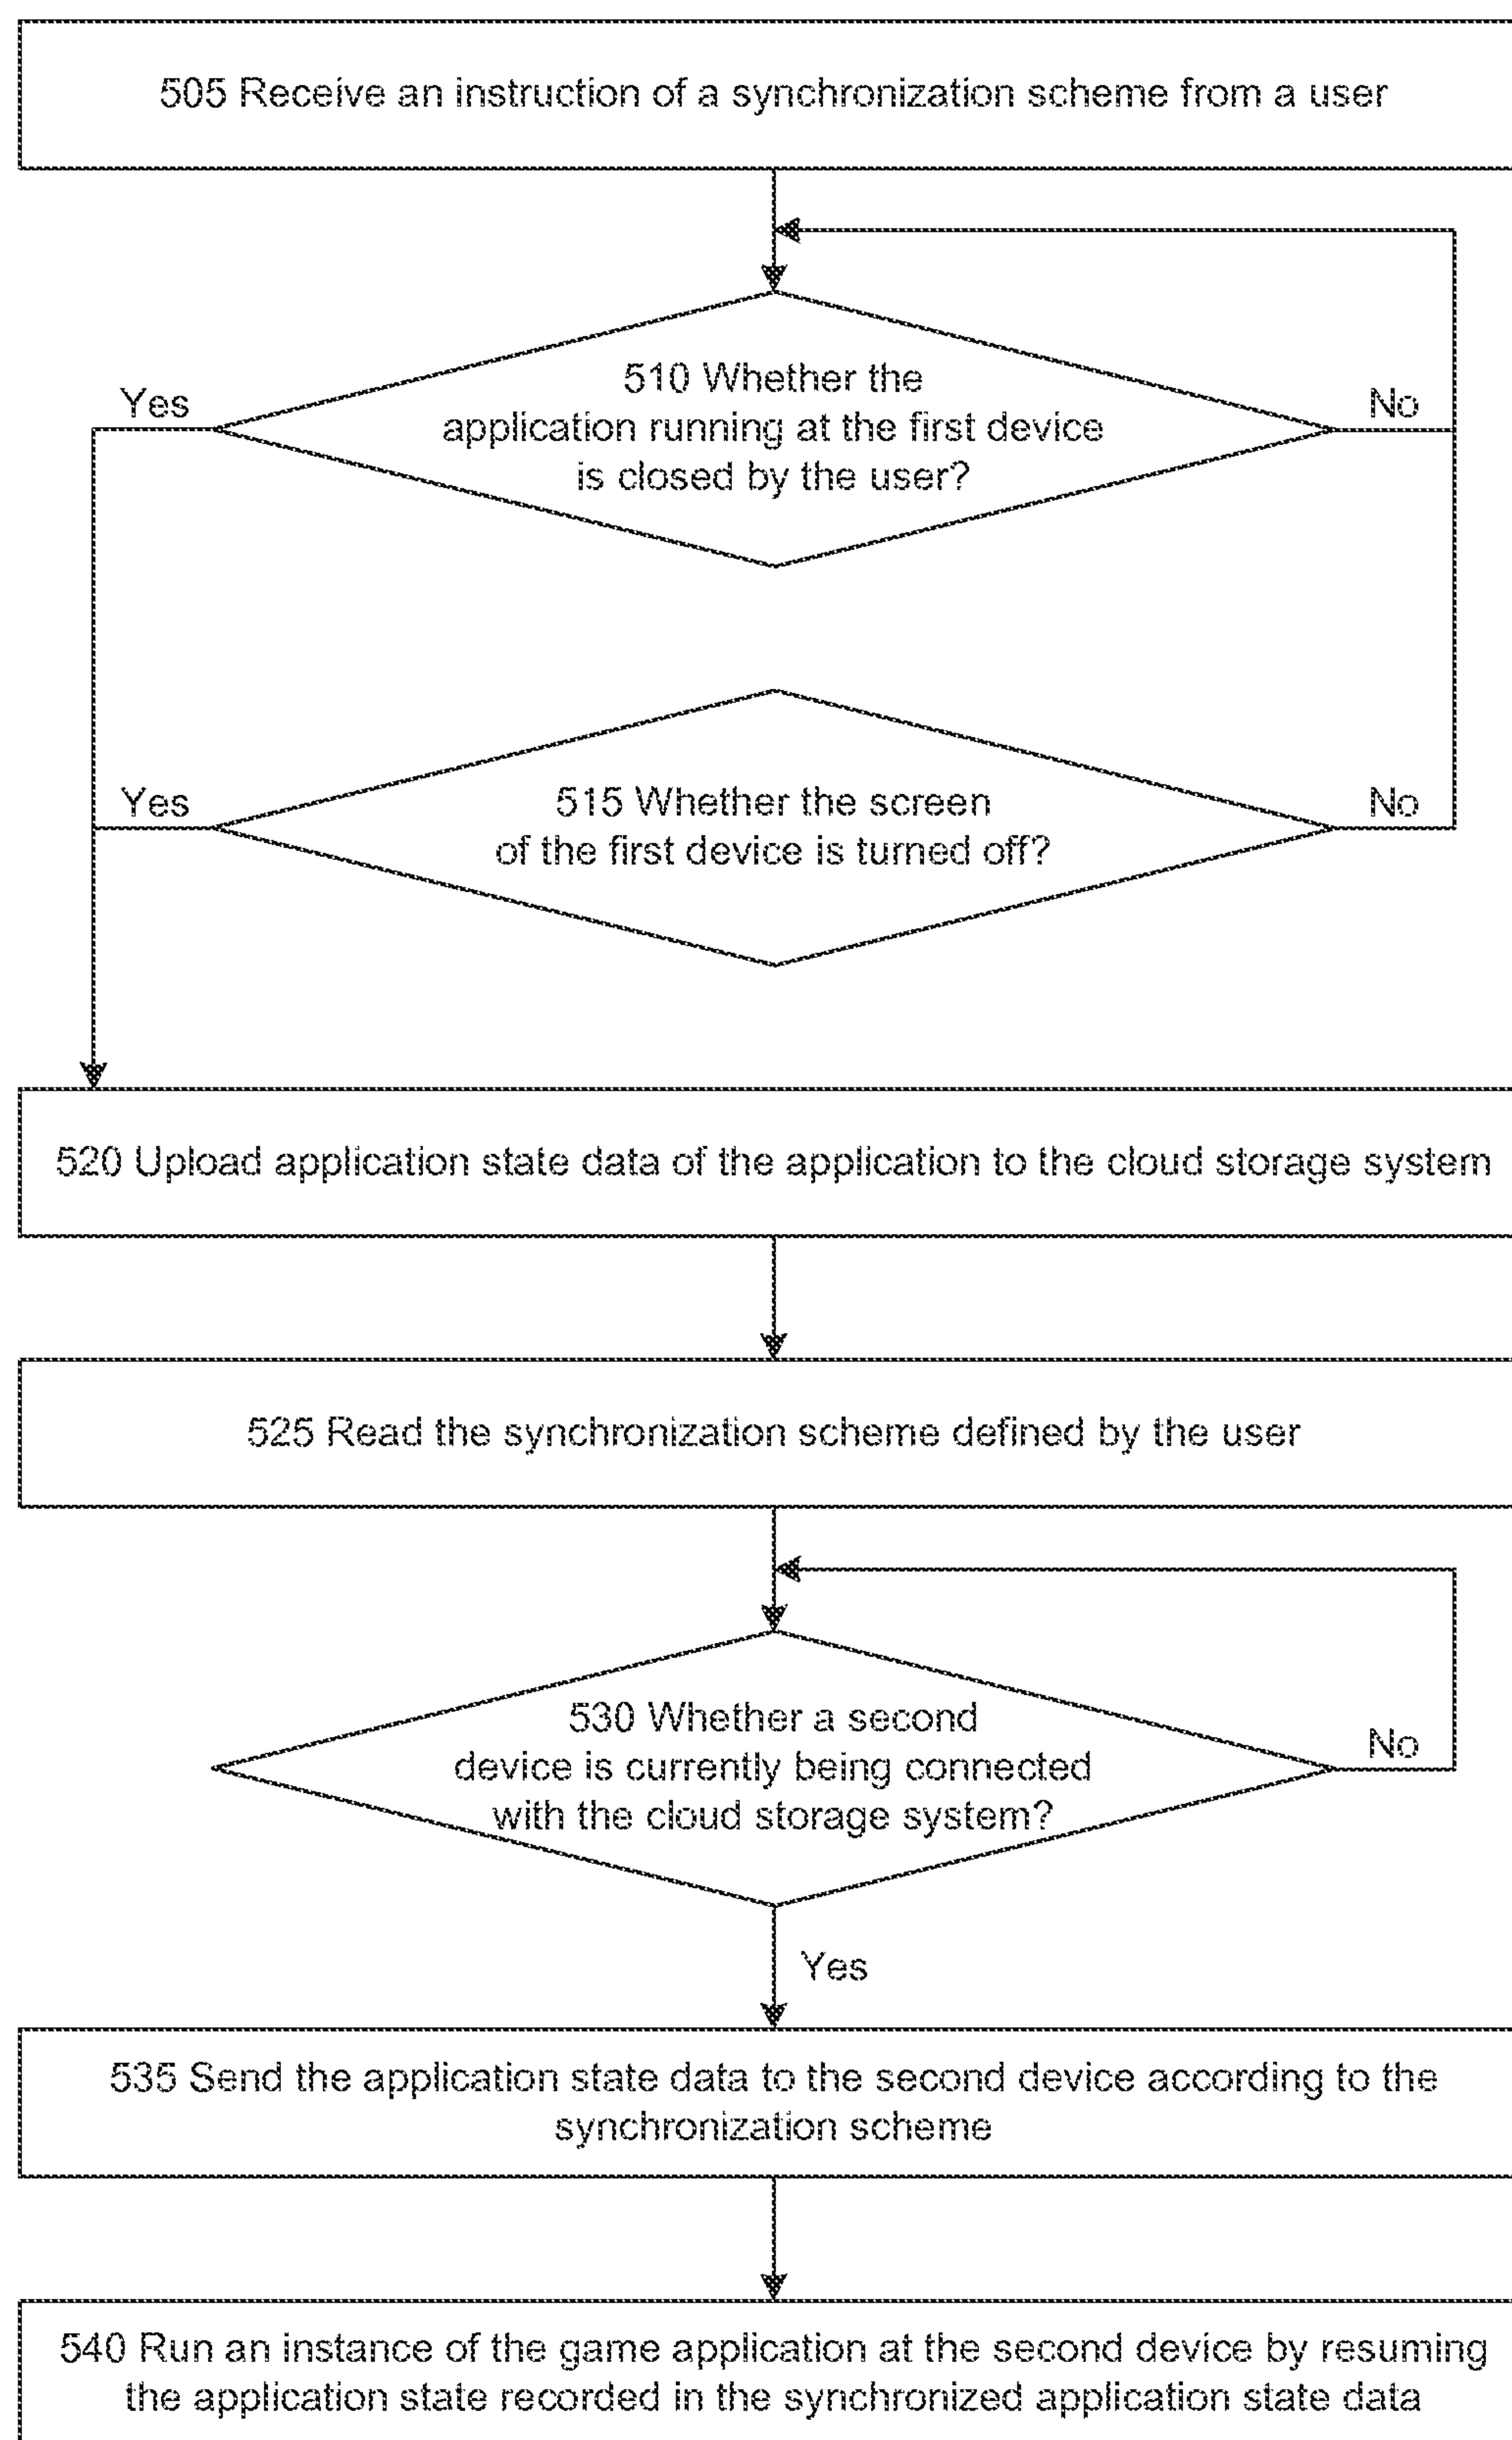 505 Receive an instruction of a synchronization scheme from a user
510 Whether the
application running at the first device
is closed by the user?
Yes
No
515 Whether the screen
of the first device is turned off?
Yes
No
520 Upload application state data of the application to the cloud storage system
525 Read the synchronization scheme defined by the user
530 Whether a second
device is currently being connected
with the cloud storage system?
No
Yes
535 Send the application state data to the second device according to the
synchronization scheme
540 Run an instance of the game application at the second device by resuming
the application state recorded in the synchronized application state data